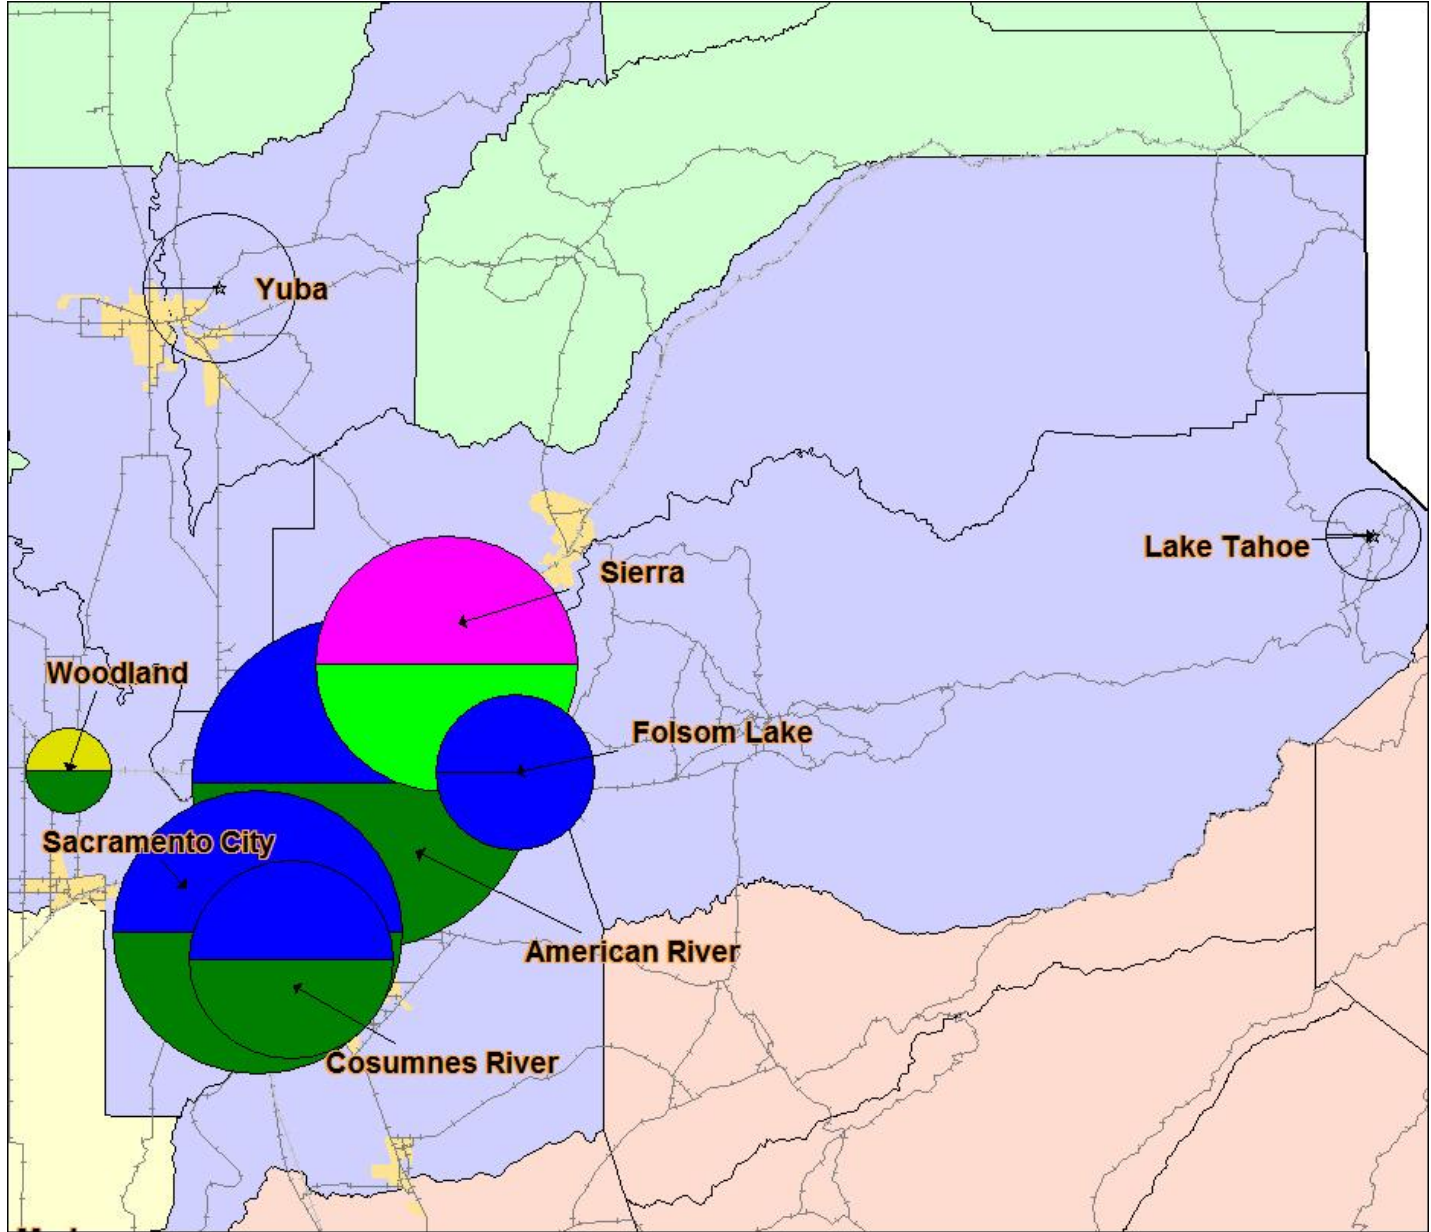 Yuba
Lake Tahoe
Sierra
Woodland
Folsom Lake
Sacramento City
American River
Cosumnes River